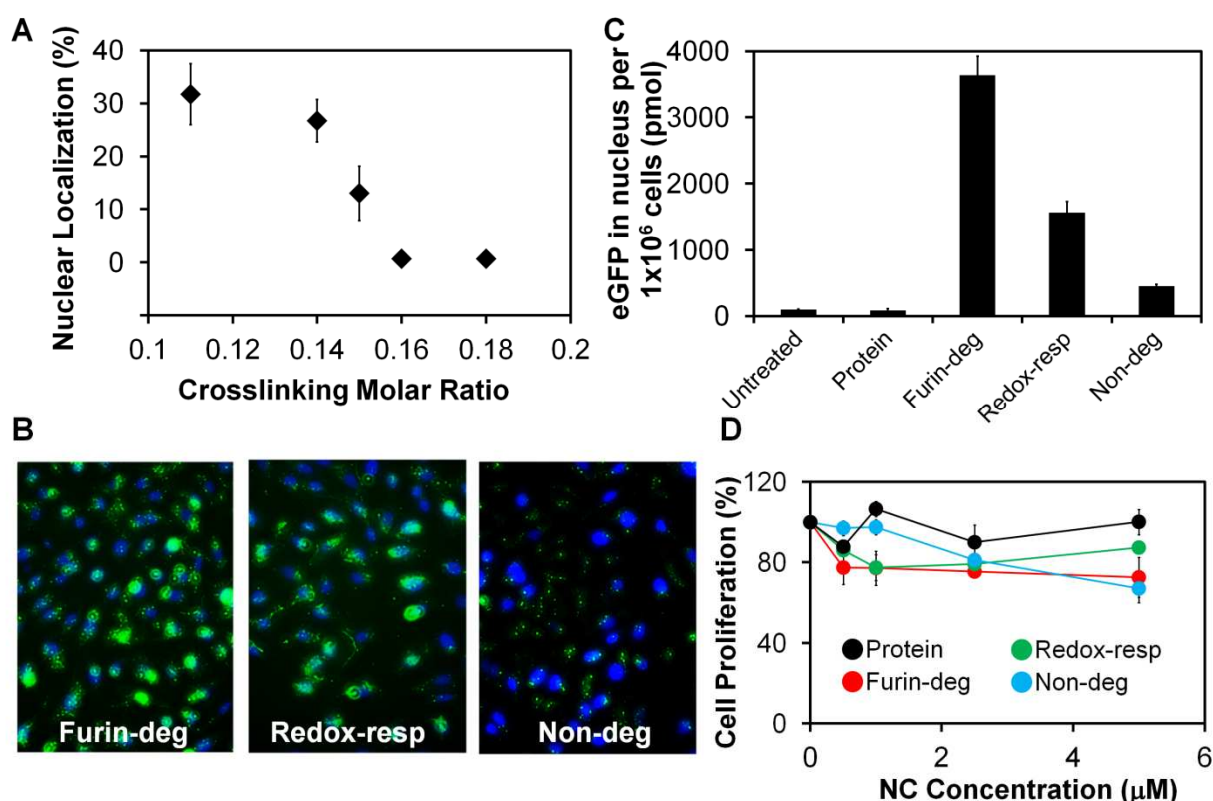 A
Nuclear Localization (%)
40
30
20
10
0
0.1 0.12 0.14 0.16 0.18 0.2
Crosslinking Molar Ratio
B
Furin-deg
Redox-resp
Non-deg
C
eGFP in nucleus per
1x10⁶ cells (pmol)
4000
3000
2000
1000
0
Untreated
Protein
Furin-deg
Redox-resp
Non-deg
D
Cell Proliferation (%)
120
80
40
0
Protein
Redox-resp
Furin-deg
Non-deg
0 2 4 6
NC Concentration (µM)